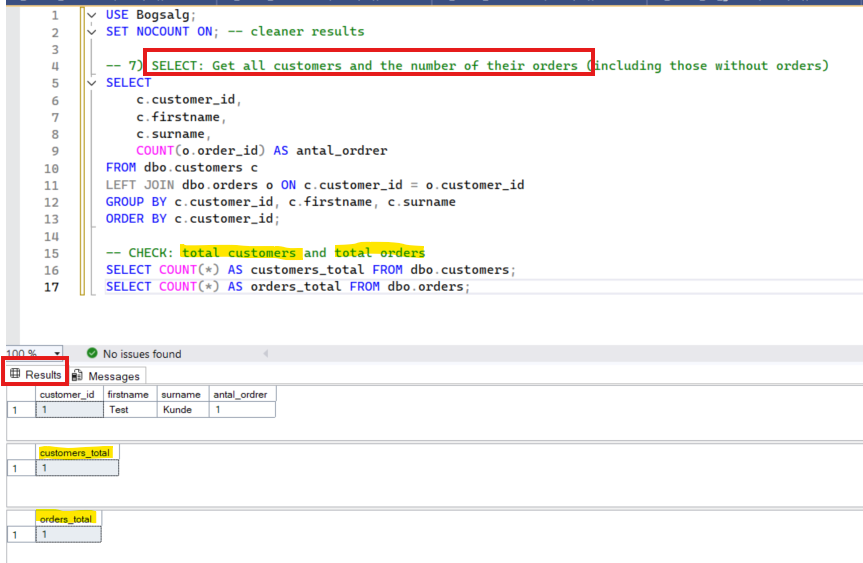 1 USE Bogsalg;
2 SET NOCOUNT ON; -- cleaner results
3
4 -- 7) SELECT: Get all customers and the number of their orders (including those without orders)
5 SELECT
6 c.customer_id,
7 c.firstname,
8 c.surname,
9 COUNT(o.order_id) AS antal_ordrer
10 FROM dbo.customers c
11 LEFT JOIN dbo.orders o ON c.customer_id = o.customer_id
12 GROUP BY c.customer_id, c.firstname, c.surname
13 ORDER BY c.customer_id;
14
15 -- CHECK: total customers and total orders
16 SELECT COUNT(*) AS customers_total FROM dbo.customers;
17 SELECT COUNT(*) AS orders_total FROM dbo.orders;
100 % No issues found
Results Messages
customer_id firstname surname antal_ordrer
1 1 Test Kunde 1
customers_total
1 1
orders_total
1 1